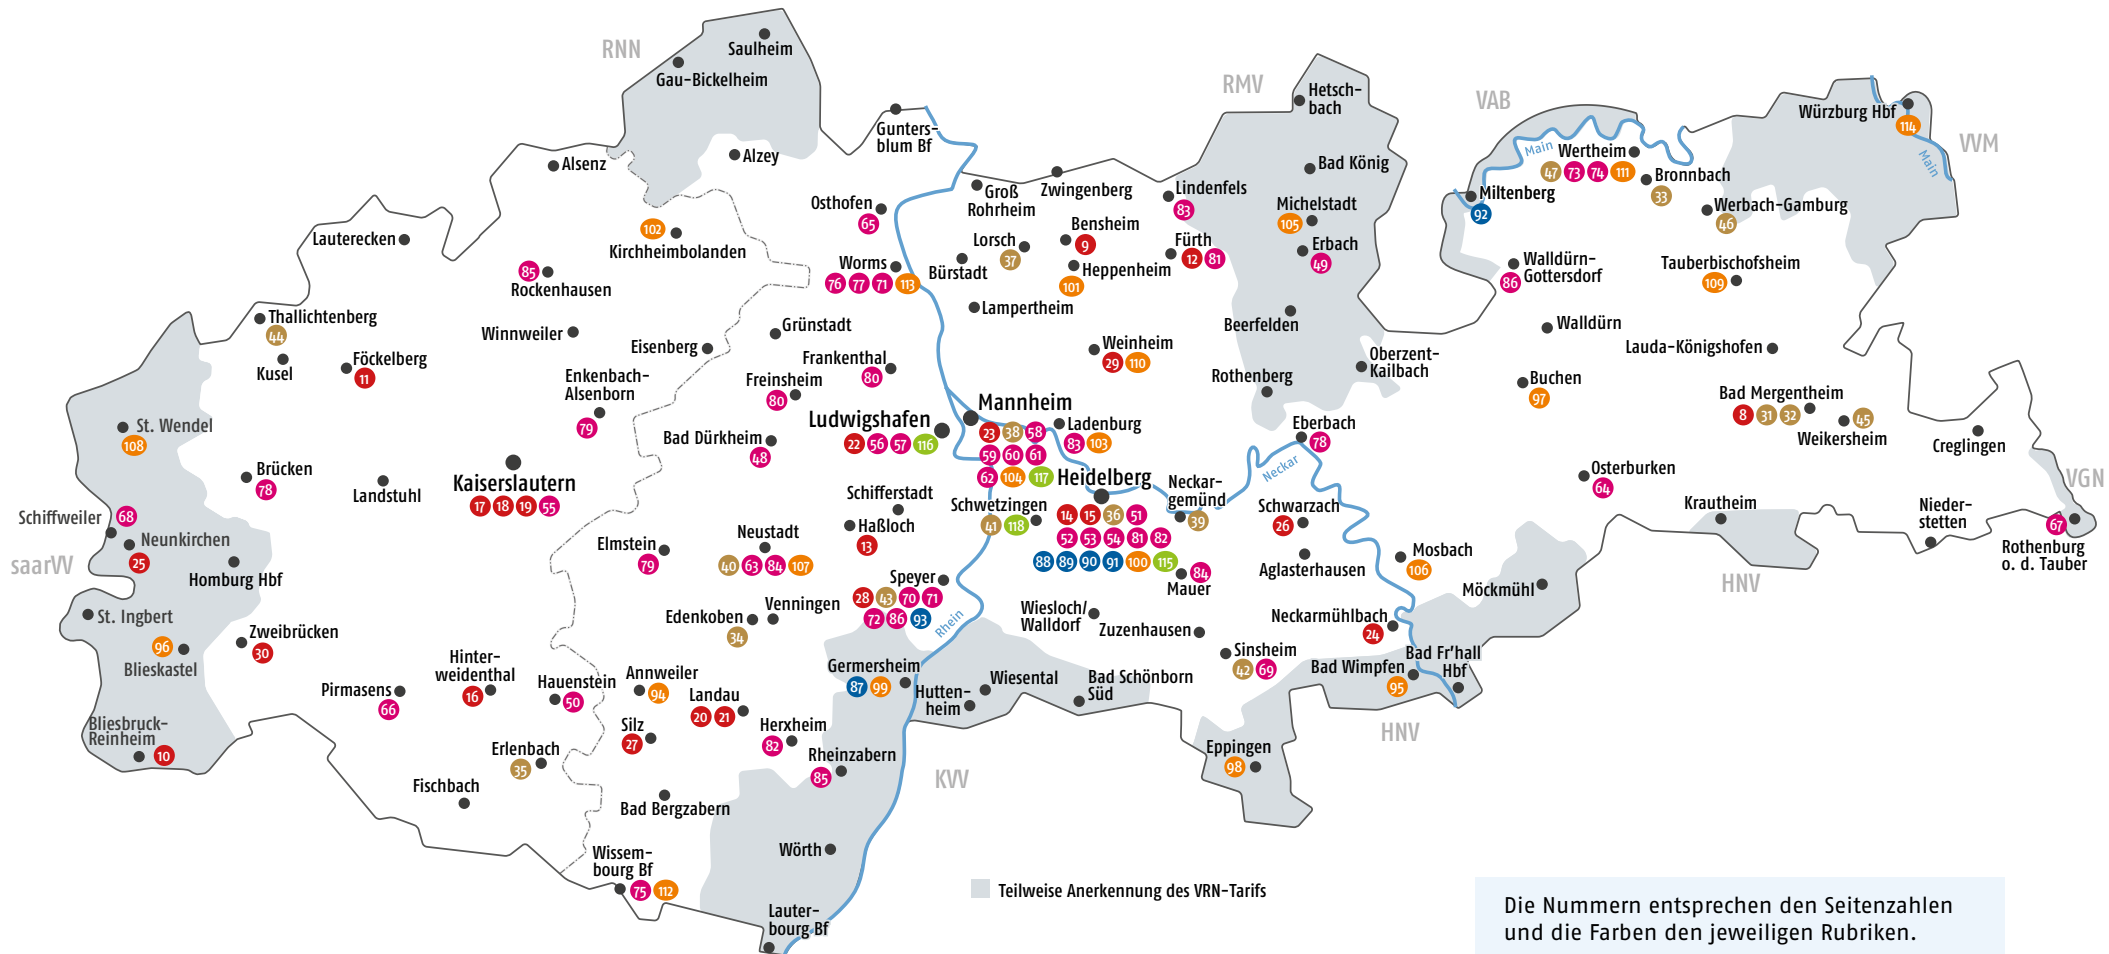 RNN
Saulheim
Gau-Bickelheim
RMV
Hetsch-
bach
VAB
Würzburg Hbf
114
VVM
Main
Gunters-
blum Bf
Alsenz
Alzey
Main
Wertheim
47 73 74 111
Bronnbach
33
Groß
Rohrheim
Zwingenberg
Lindenfels
83
Bad König
Miltenberg
92
Werbach-Gamburg
46
Osthofen
65
Michelstadt
105
Lauterecken
102
Kirchheimbolanden
Lorsch
37
Bensheim
9
Fürth
12 81
Erbach
49
Worms
76 77 71 113
Bürstadt
Heppenheim
101
Walldürn-
Gottersdorf
86
Tauberbischofsheim
109
85
Rockenhausen
Lampertheim
Thallichtenberg
44
Winnweiler
Grünstadt
Beerfelden
Walldürn
Kusel
Föckelberg
11
Eisenberg
Frankenthal
80
Weinheim
29 110
Oberzent-
Kailbach
Lauda-Königshofen
Enkenbach-
Alsenborn
79
Freinsheim
80
Rothenberg
Buchen
97
Bad Mergentheim
8 31 32
45
Weikersheim
St. Wendel
108
Ludwigshafen
22 56 57 116
Mannheim
23 38 58
59 60 61
62 104 117
Ladenburg
83 103
Eberbach
78
Creglingen
Bad Dürkheim
48
Neckar
Brücken
78
Landstuhl
Kaiserslautern
17 18 19 55
Heidelberg
14 15 36 51
52 53 54 81 82
88 89 90 91 100 115
Neckar-
gemünd
39
Osterburken
64
VGN
Schifferstadt
Schwetzingen
41 118
Schwarzach
26
Krautheim
Nieder-
stetten
67
Rothenburg
o. d. Tauber
Schiffweiler
68
Neunkirchen
25
saarVV
Homburg Hbf
Elmstein
79
Neustadt
40 63 84 107
Haßloch
13
Aglasterhausen
Mosbach
106
HNV
Speyer
28 43 70 71
72 86 93
84
Mauer
Möckmühl
St. Ingbert
Edenkoben
34
Venningen
Rhein
Wiesloch/
Walldorf
Zuzenhausen
Neckarmühlbach
24
96
Blieskastel
Zweibrücken
30
Hinter-
weidenthal
16
Germersheim
87 99
Sinsheim
42 69
Bad Wimpfen
95
Bad Fr'hall
Hbf
Pirmasens
66
Hauenstein
50
Annweiler
94
Landau
20 21
Hutten-
heim
Wiesental
Bad Schönborn
Süd
Bliesbruck-
Reinheim
10
Silz
27
Herxheim
82
HNV
Erlenbach
35
Rheinzabern
85
Eppingen
98
KVV
Fischbach
Bad Bergzabern
Wörth
Wissem-
bourg Bf
75 112
Lauter-
bourg Bf
Teilweise Anerkennung des VRN-Tarifs
Die Nummern entsprechen den Seitenzahlen
und die Farben den jeweiligen Rubriken.